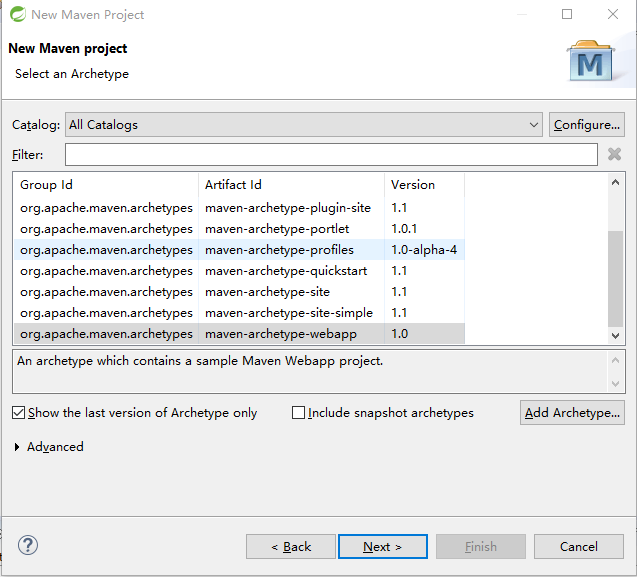 New Maven Project
New Maven project
Select an Archetype
M
Catalog: All Catalogs Configure...
Filter:
Group Id Artifact Id Version
org.apache.maven.archetypes maven-archetype-plugin-site 1.1
org.apache.maven.archetypes maven-archetype-portlet 1.0.1
org.apache.maven.archetypes maven-archetype-profiles 1.0-alpha-4
org.apache.maven.archetypes maven-archetype-quickstart 1.1
org.apache.maven.archetypes maven-archetype-site 1.1
org.apache.maven.archetypes maven-archetype-site-simple 1.1
org.apache.maven.archetypes maven-archetype-webapp 1.0
An archetype which contains a sample Maven Webapp project.
Show the last version of Archetype only Include snapshot archetypes Add Archetype...
Advanced
? < Back Next > Finish Cancel